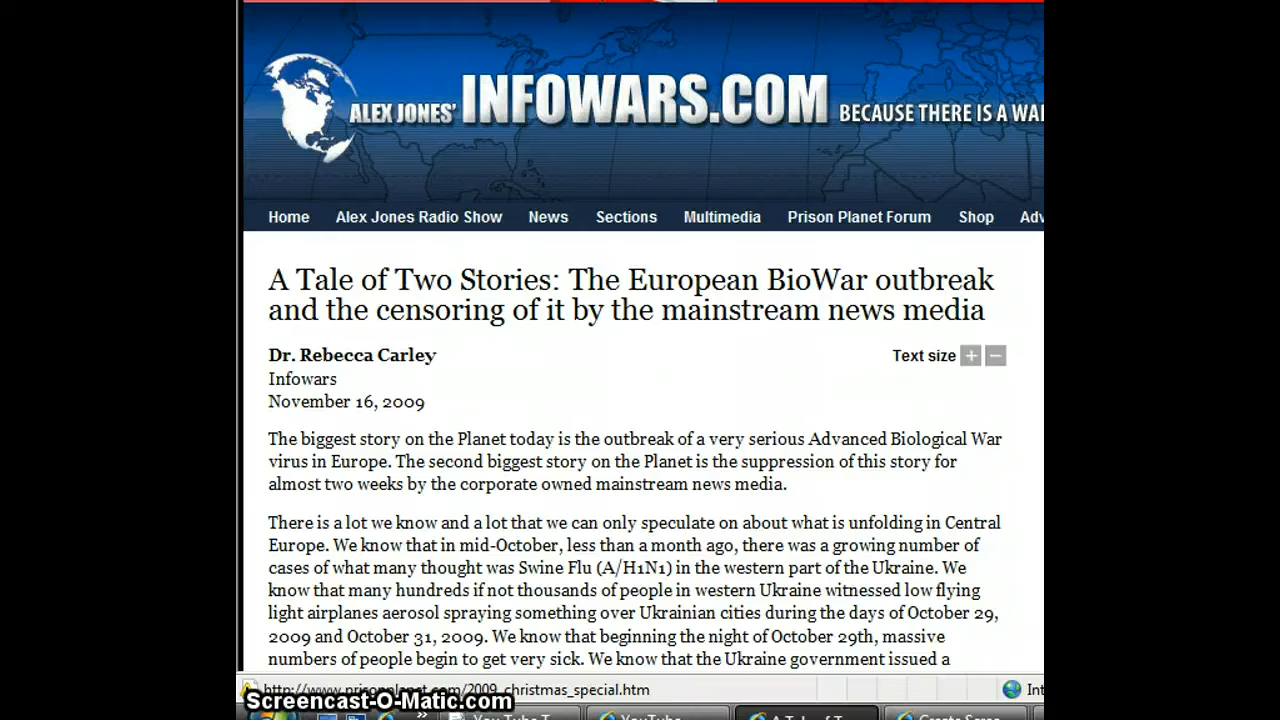 ALEX JONES' INFOWARS.COM BECAUSE THERE IS A WAR
Home Alex Jones Radio Show News Sections Multimedia Prison Planet Forum Shop Adv
A Tale of Two Stories: The European BioWar outbreak
and the censoring of it by the mainstream news media
Dr. Rebecca Carley Text size + −
Infowars
November 16, 2009
The biggest story on the Planet today is the outbreak of a very serious Advanced Biological War
virus in Europe. The second biggest story on the Planet is the suppression of this story for
almost two weeks by the corporate owned mainstream news media.
There is a lot we know and a lot that we can only speculate on about what is unfolding in Central
Europe. We know that in mid-October, less than a month ago, there was a growing number of
cases of what many thought was Swine Flu (A/H1N1) in the western part of the Ukraine. We
know that many hundreds if not thousands of people in western Ukraine witnessed low flying
light airplanes aerosol spraying something over Ukrainian cities during the days of October 29,
2009 and October 31, 2009. We know that beginning the night of October 29th, massive
numbers of people begin to get very sick. We know that the Ukraine government issued a
http://www.prisonplanet.com/2009_christmas_special.htm Int
Screencast-O-Matic.com